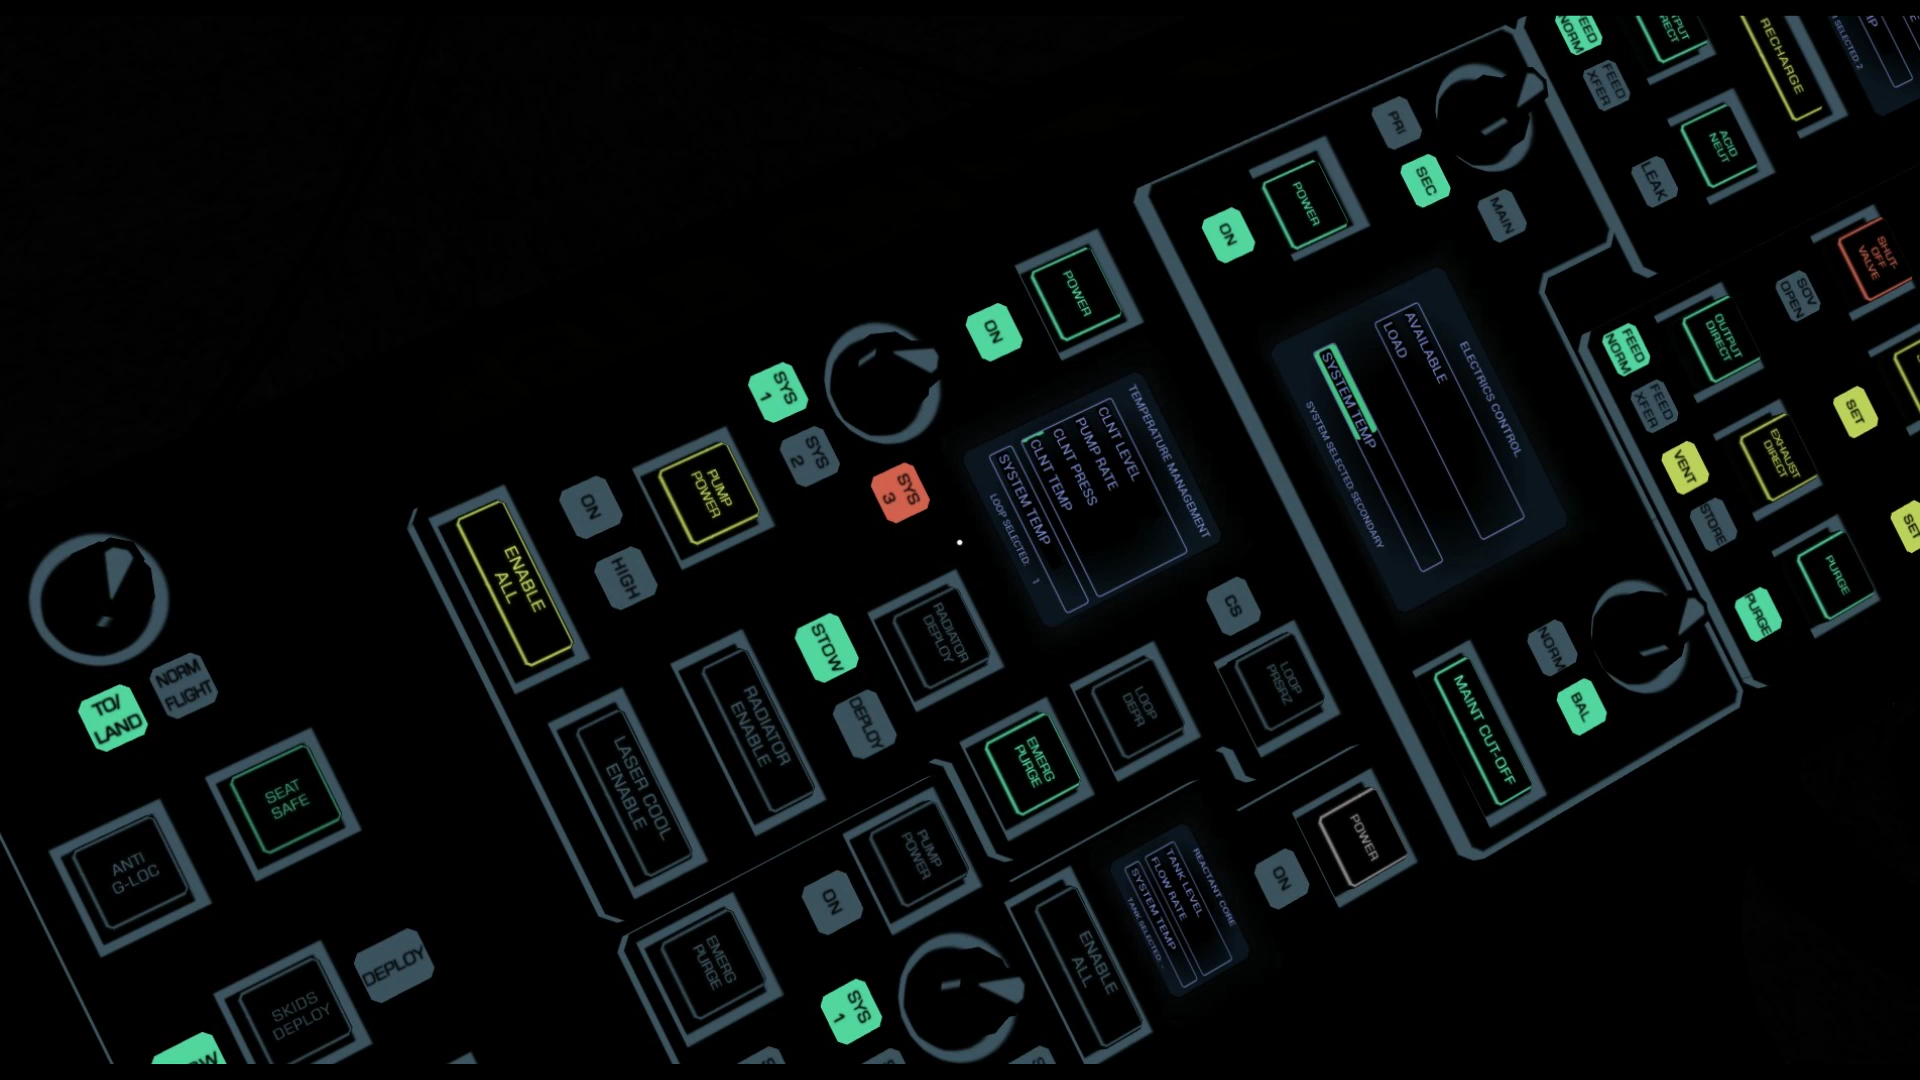 TO/
LAND
NORM
FLIGHT
SEAT
SAFE
ANTI
G-LOC
SKIDS
DEPLOY
DEPLOY
ENABLE
ALL
ON
HIGH
PUMP
POWER
SYS
1
SYS
2
SYS
3
ON
POWER
LASER COOL
ENABLE
RADIATOR
ENABLE
STOW
DEPLOY
RADIATOR
DEPLOY
TEMPERATURE MANAGEMENT
CLNT LEVEL
PUMP RATE
CLNT PRESS
CLNT TEMP
SYSTEM TEMP
LOOP SELECTED: 1
EMERG
PURGE
LOOP
DEPR
CS
LOOP
PRSRZ
EMERG
PURGE
ON
PUMP
POWER
SYS
1
ENABLE
ALL
REACTANT CORE
TANK LEVEL
FLOW RATE
SYSTEM TEMP
TANK SELECTED:
ON
POWER
ON
POWER
PRI
SEC
MAIN
ELECTRICS CONTROL
AVAILABLE
LOAD
SYSTEM TEMP
SYSTEM SELECTED SECONDARY
MAINT CUT-OFF
NORM
BAL
FEED
NORM
FEED
XFER
RECHARGE
LEAK
ACID
NEUT
SELECTED: 2
SHUT-
OFF
VALVE
SOV
OPEN
FEED
NORM
FEED
XFER
OUTPUT
DIRECT
VENT
STORE
EXHAUST
DIRECT
SET
SET
PURGE
PURGE